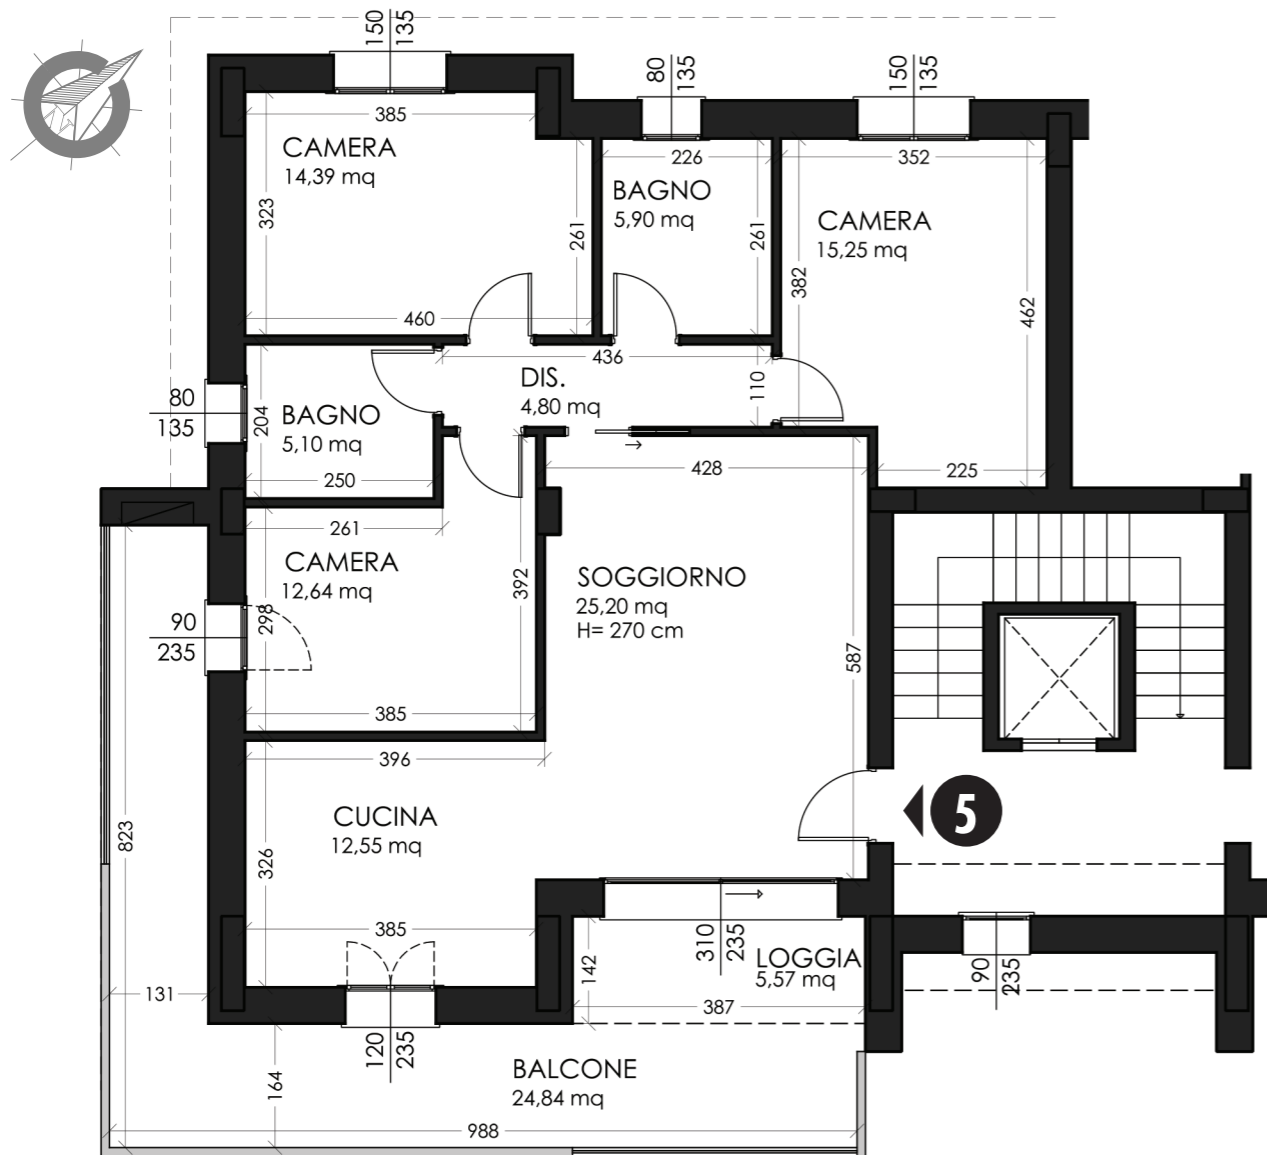 150
135
80
135
150
135
385
CAMERA
14,39 mq
323
261
460
226
BAGNO
5,90 mq
261
352
CAMERA
15,25 mq
382
462
225
436
DIS.
4,80 mq
110
80
135
204
BAGNO
5,10 mq
250
428
261
CAMERA
12,64 mq
298
392
385
90
235
SOGGIORNO
25,20 mq
H= 270 cm
587
396
CUCINA
12,55 mq
326
385
823
5
310
235
LOGGIA
5,57 mq
142
387
90
235
131
120
235
164
BALCONE
24,84 mq
988